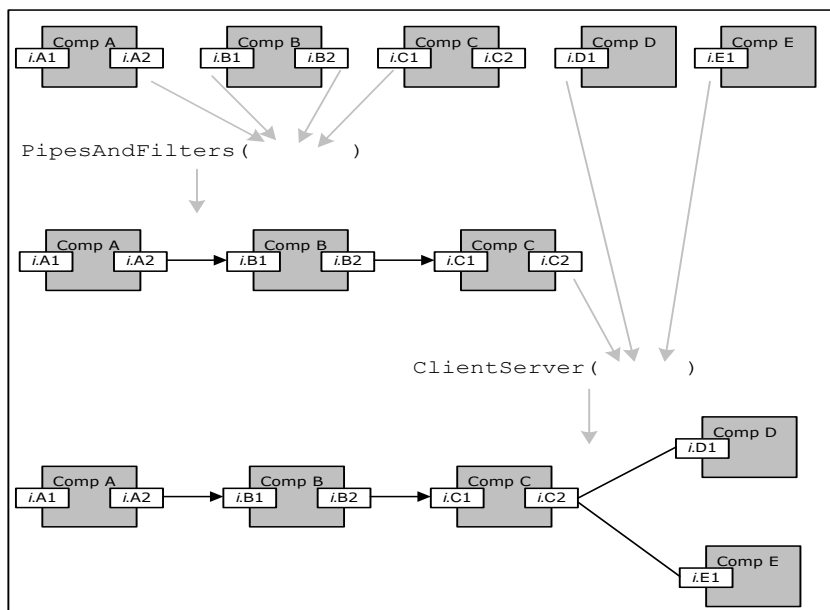 Comp A Comp B Comp C Comp D Comp E
i.A1 i.A2 i.B1 i.B2 i.C1 i.C2 i.D1 i.E1
PipesAndFilters( )
Comp A Comp B Comp C
i.A1 i.A2 i.B1 i.B2 i.C1 i.C2
ClientServer( )
Comp D
i.D1
Comp A Comp B Comp C
i.A1 i.A2 i.B1 i.B2 i.C1 i.C2
Comp E
i.E1